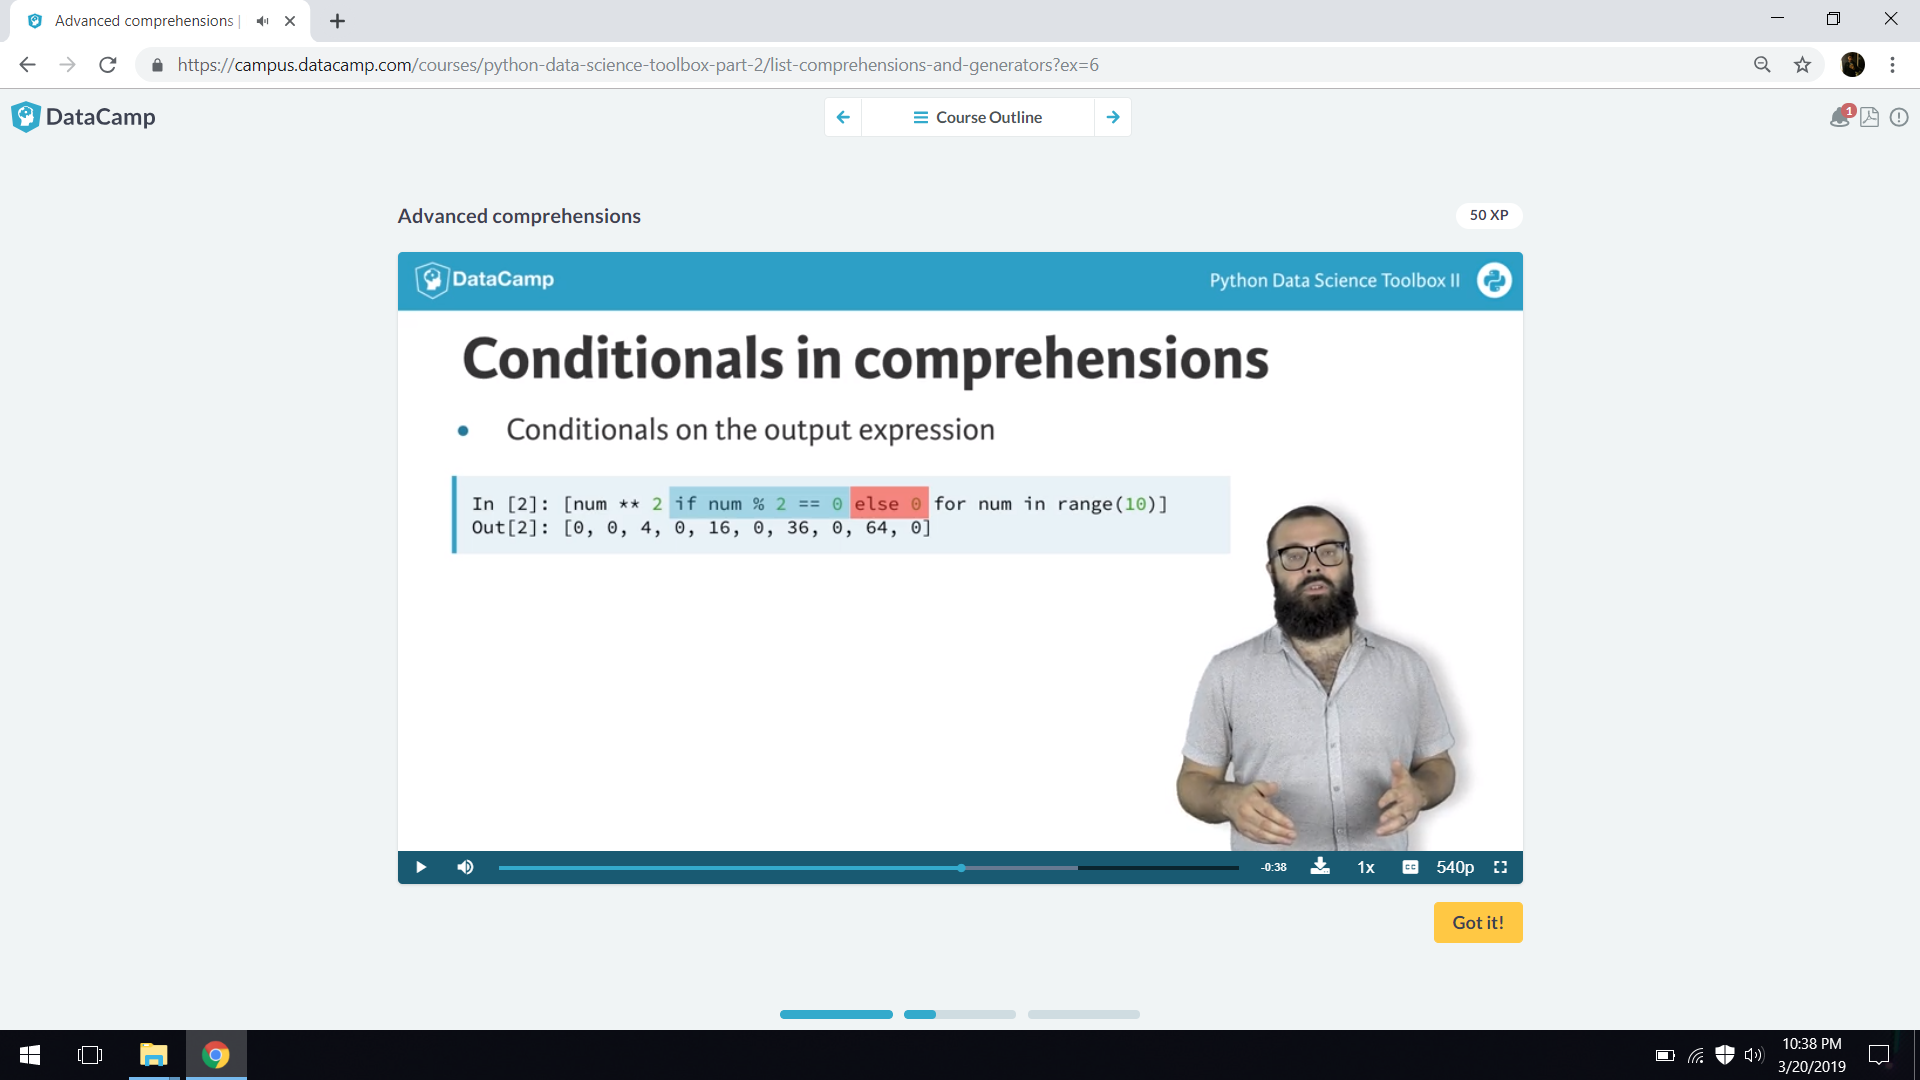 Advanced comprehensions |
https://campus.datacamp.com/courses/python-data-science-toolbox-part-2/list-comprehensions-and-generators?ex=6
DataCamp
Course Outline
1
Advanced comprehensions
50 XP
DataCamp
Python Data Science Toolbox II
Conditionals in comprehensions
• Conditionals on the output expression
In [2]: [num ** 2 if num % 2 == 0 else 0 for num in range(10)]
Out[2]: [0, 0, 4, 0, 16, 0, 36, 0, 64, 0]
-0:38
1x
CC
540p
Got it!
10:38 PM
3/20/2019